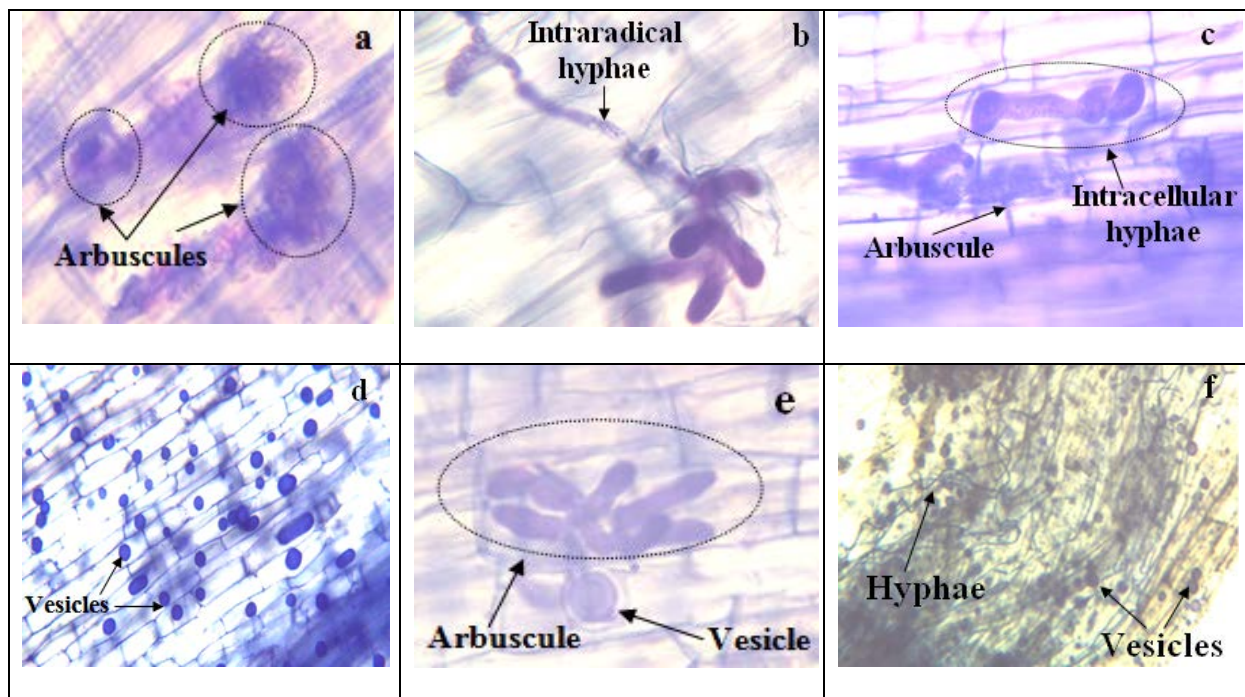 a
Arbuscules
b
Intraradical
hyphae
c
Intracellular
hyphae
Arbuscule
d
Vesicles
e
Arbuscule
Vesicle
f
Hyphae
Vesicles